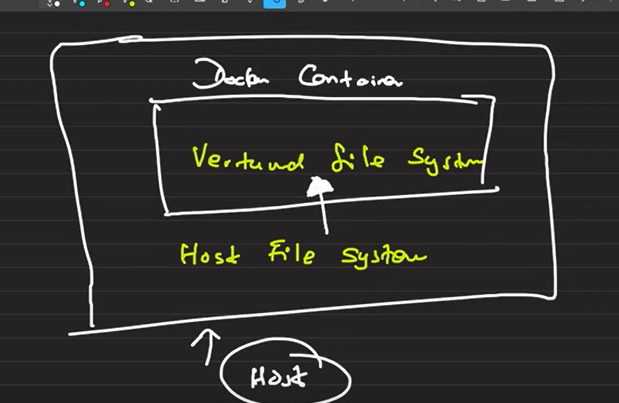 Docker Container
Vertual file system
Host File system
Host